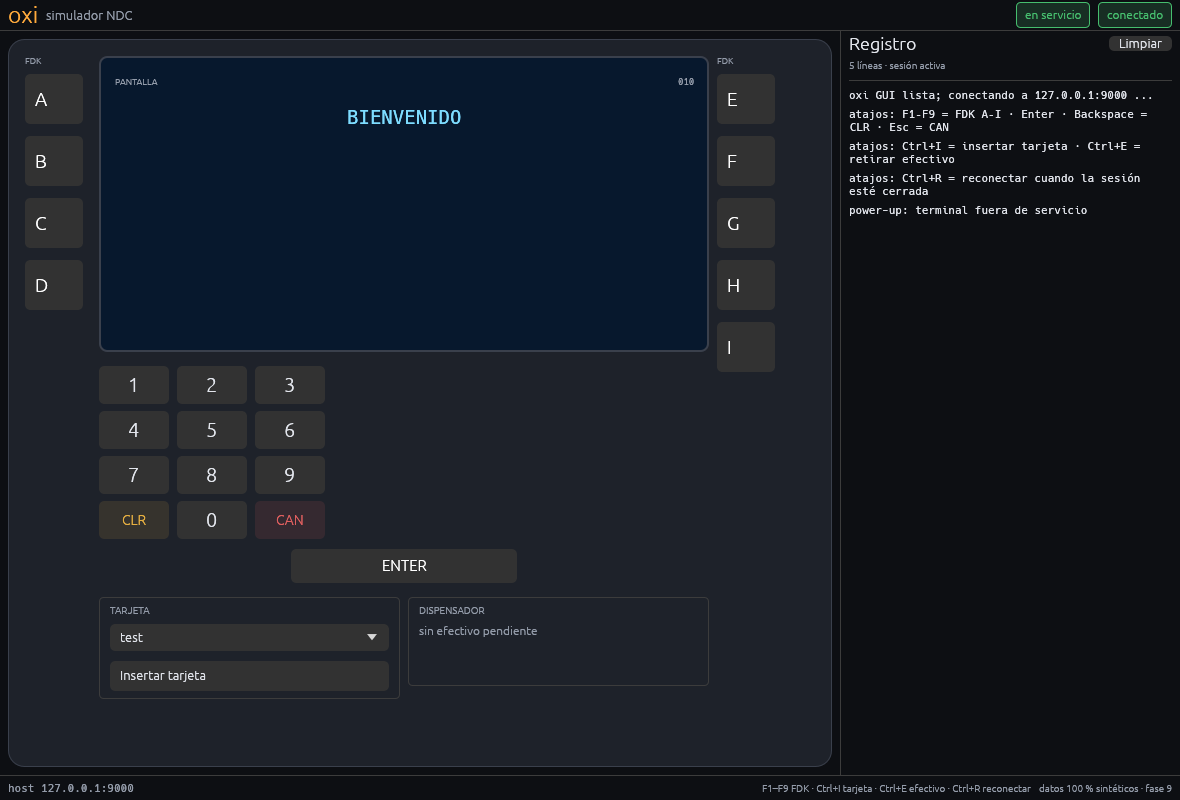 oxi simulador NDC
en servicio
conectado
FDK
A
B
C
D
PANTALLA
010
BIENVENIDO
FDK
E
F
G
H
I
1 2 3
4 5 6
7 8 9
CLR 0 CAN
ENTER
TARJETA
test
Insertar tarjeta
DISPENSADOR
sin efectivo pendiente
Registro
Limpiar
5 líneas · sesión activa
oxi GUI lista; conectando a 127.0.0.1:9000 ...
atajos: F1-F9 = FDK A-I · Enter · Backspace =
CLR · Esc = CAN
atajos: Ctrl+I = insertar tarjeta · Ctrl+E =
retirar efectivo
atajos: Ctrl+R = reconectar cuando la sesión
esté cerrada
power-up: terminal fuera de servicio
host 127.0.0.1:9000
F1–F9 FDK · Ctrl+I tarjeta · Ctrl+E efectivo · Ctrl+R reconectar datos 100 % sintéticos · fase 9